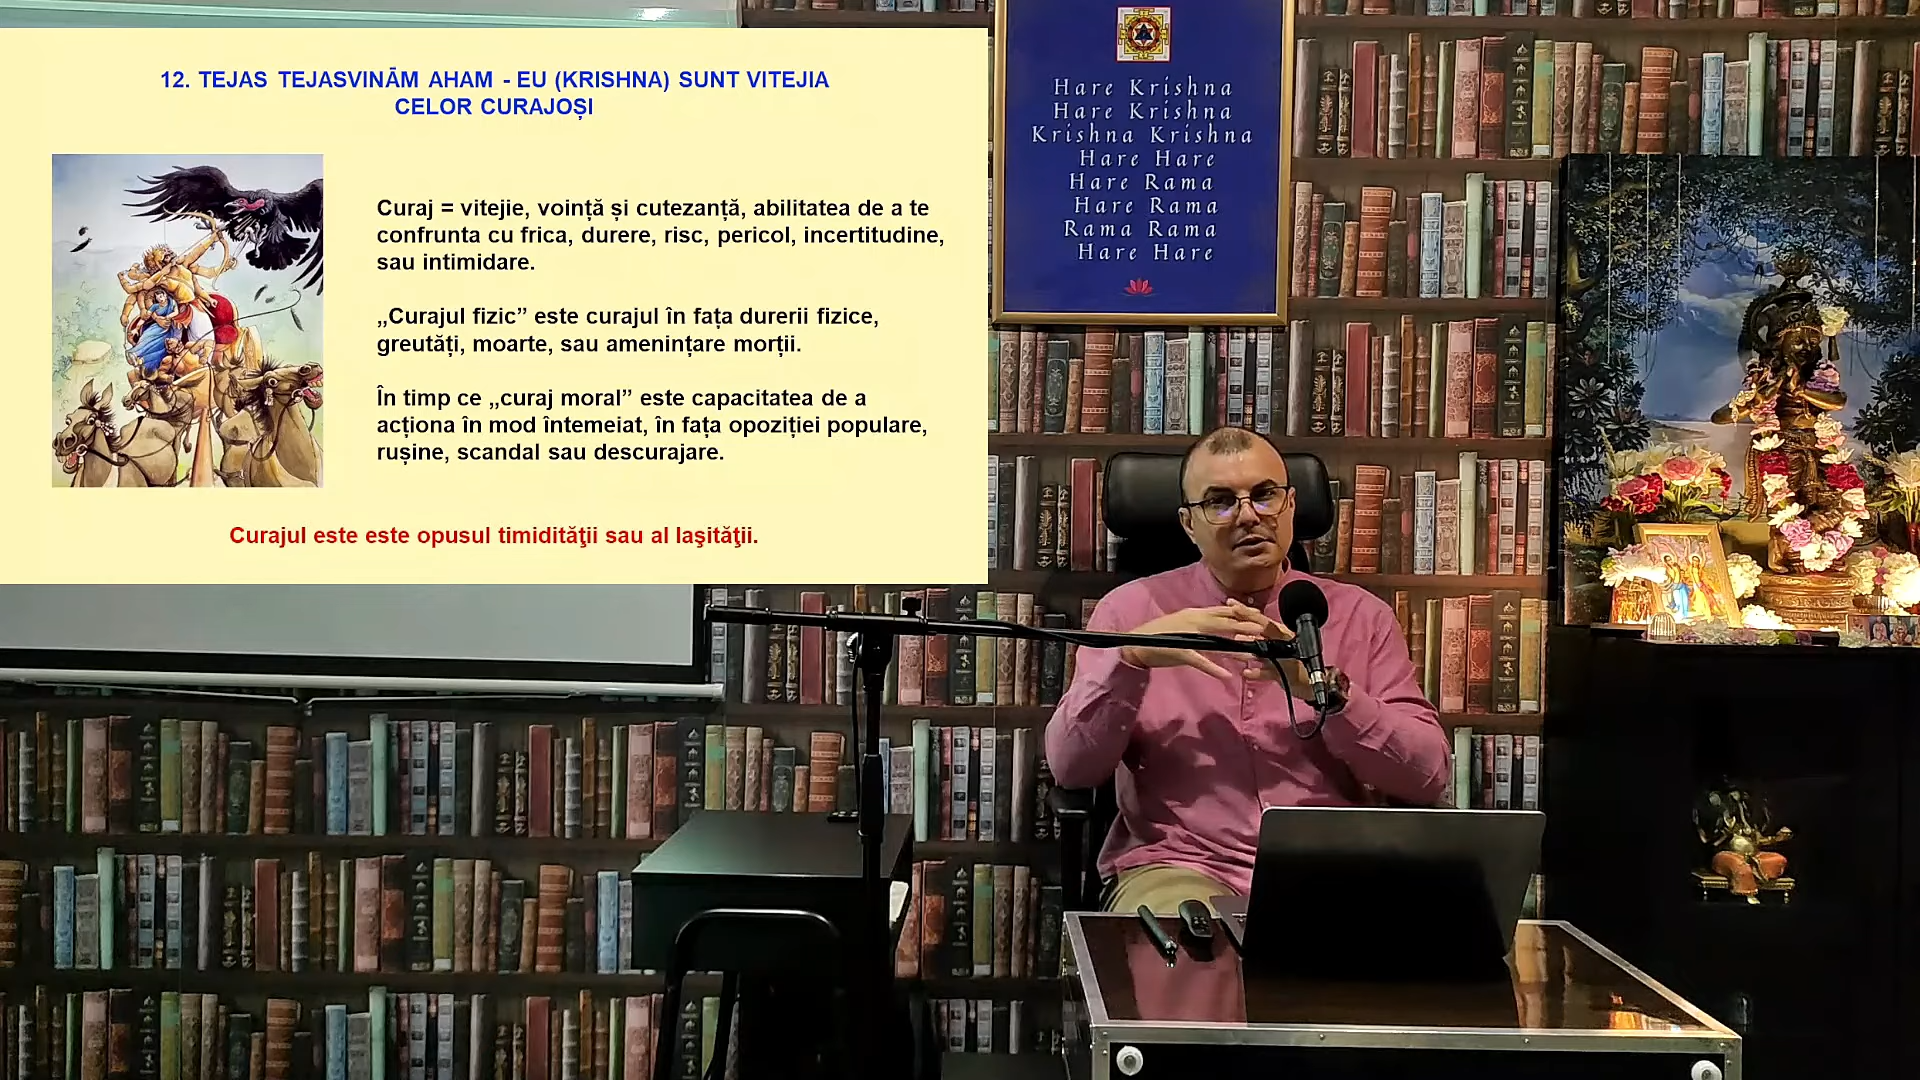 12. TEJAS TEJASVINĀM AHAM - EU (KRISHNA) SUNT VITEJIA
CELOR CURAJOȘI
Curaj = vitejie, voință și cutezanță, abilitatea de a te
confrunta cu frica, durere, risc, pericol, incertitudine,
sau intimidare.
„Curajul fizic” este curajul în fața durerii fizice,
greutăți, moarte, sau amenințare morții.
În timp ce „curaj moral” este capacitatea de a
acționa în mod întemeiat, în fața opoziției populare,
rușine, scandal sau descurajare.
Curajul este este opusul timidităţii sau al laşităţii.
Hare Krishna
Hare Krishna
Krishna Krishna
Hare Hare
Hare Rama
Hare Rama
Rama Rama
Hare Hare